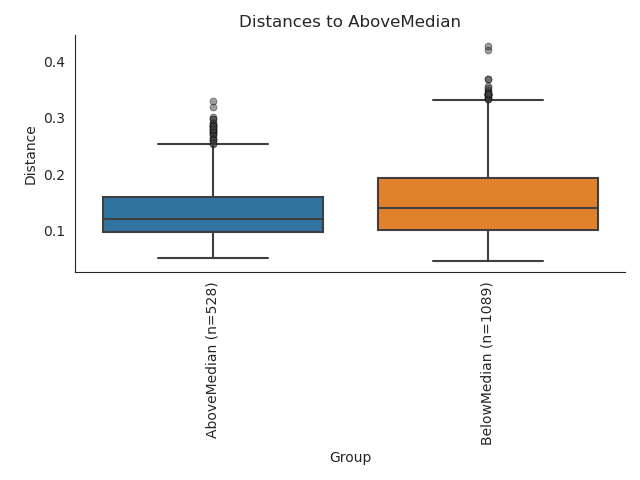 Distances to AboveMedian
Distance
0.4
0.3
0.2
0.1
AboveMedian (n=528)
BelowMedian (n=1089)
Group